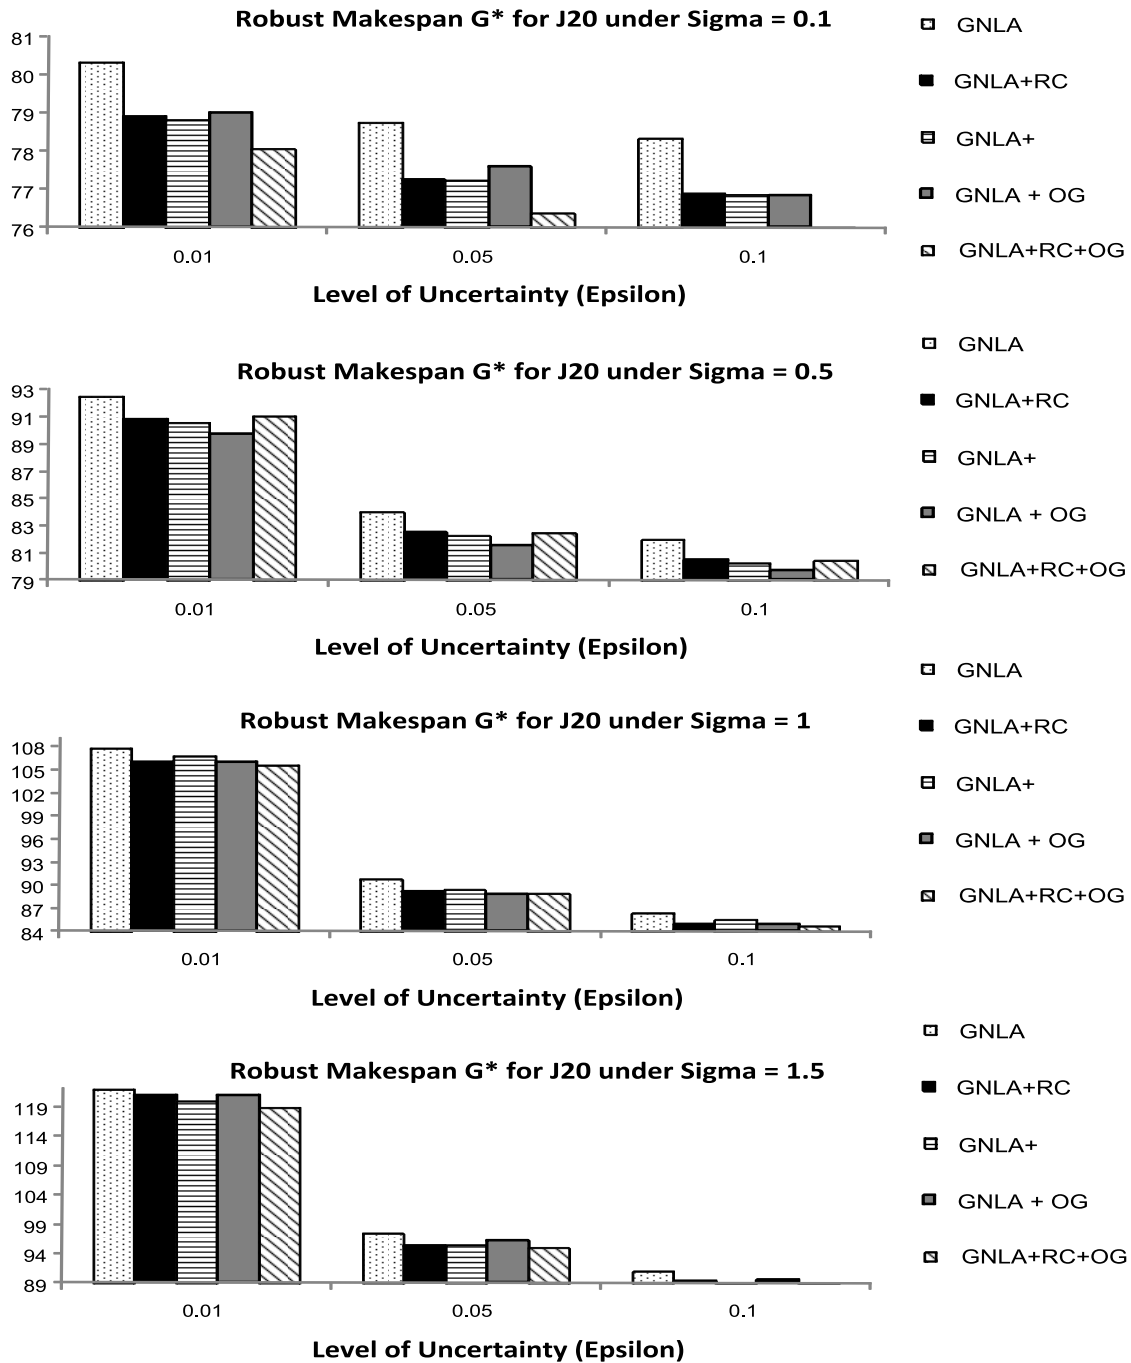 Robust Makespan G* for J20 under Sigma = 0.1
81
80
79
78
77
76
0.01
0.05
0.1
Level of Uncertainty (Epsilon)
GNLA
GNLA+RC
GNLA+
GNLA + OG
GNLA+RC+OG
Robust Makespan G* for J20 under Sigma = 0.5
93
91
89
87
85
83
81
79
0.01
0.05
0.1
Level of Uncertainty (Epsilon)
GNLA
GNLA+RC
GNLA+
GNLA + OG
GNLA+RC+OG
Robust Makespan G* for J20 under Sigma = 1
108
105
102
99
96
93
90
87
84
0.01
0.05
0.1
Level of Uncertainty (Epsilon)
GNLA
GNLA+RC
GNLA+
GNLA + OG
GNLA+RC+OG
Robust Makespan G* for J20 under Sigma = 1.5
119
114
109
104
99
94
89
0.01
0.05
0.1
Level of Uncertainty (Epsilon)
GNLA
GNLA+RC
GNLA+
GNLA + OG
GNLA+RC+OG